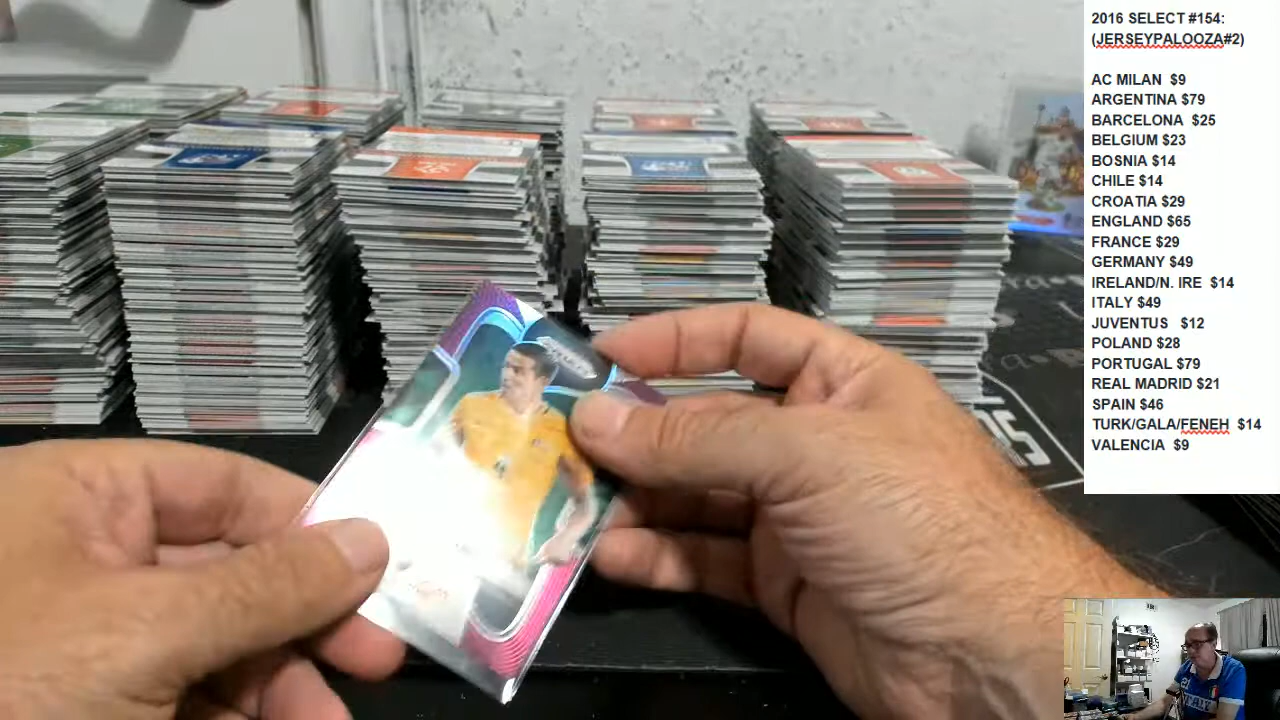 2016 SELECT #154:
(JERSEYPALOOZA#2)
AC MILAN $9
ARGENTINA $79
BARCELONA $25
BELGIUM $23
BOSNIA $14
CHILE $14
CROATIA $29
ENGLAND $65
FRANCE $29
GERMANY $49
IRELAND/N. IRE $14
ITALY $49
JUVENTUS $12
POLAND $28
PORTUGAL $79
REAL MADRID $21
SPAIN $46
TURK/GALA/FENEH $14
VALENCIA $9